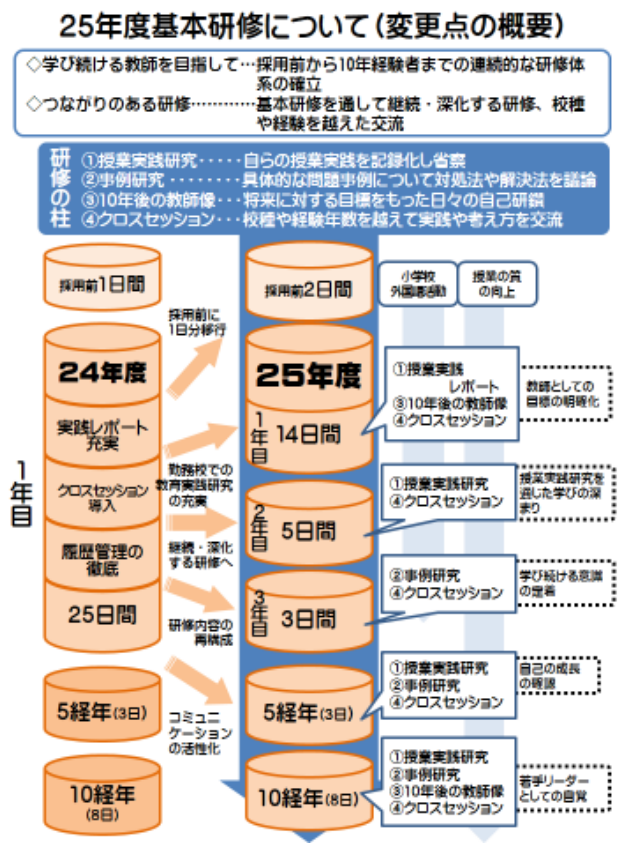 25年度基本研修について(変更点の概要)
◇学び続ける教師を目指して…採用前から10年経験者までの連続的な研修体
系の確立
◇つながりのある研修…………基本研修を通して継続・深化する研修、校種
や経験を越えた交流
研修の柱
①授業実践研究・・・・・自らの授業実践を記録化し省察
②事例研究・・・・・・・・具体的な問題事例について対処法や解決法を議論
③10年後の教師像・・将来に対する目標をもった日々の自己研鑽
④クロスセッション・・・・校種や経験年数を越えて実践や考え方を交流
採用前1日間
採用前に
1日分移行
採用前2日間
小学校
外国語活動
授業の質
の向上
1年目
24年度
実践レポート
充実
クロスセッション
導入
履歴管理の
徹底
25日間
5経年(3日)
10経年
(8日)
勤務校での
教育実践研究
の充実
継続・深化
する研修へ
研修内容の
再構成
コミュニ
ケーション
の活性化
25年度
1年目
14日間
2年目
5日間
3年目
3日間
5経年(3日)
10経年(8日)
①授業実践
レポート
③10年後の教師像
④クロスセッション
教師としての
目標の明確化
①授業実践研究
④クロスセッション
授業実践研究を
通じた学びの深
まり
②事例研究
④クロスセッション
学び続ける意識
の定着
①授業実践研究
②事例研究
④クロスセッション
自己の成長
の確認
①授業実践研究
②事例研究
③10年後の教師像
④クロスセッション
若手リーダー
としての自覚